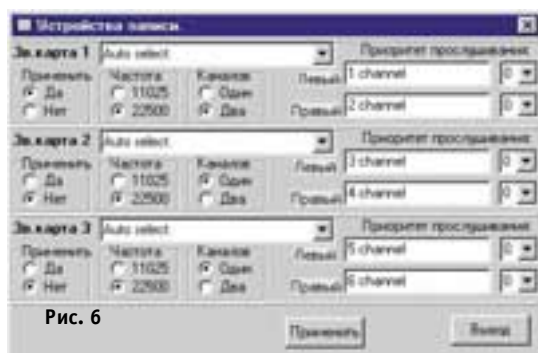 Устройства записи
Зв.карта 1 Auto select Приоритет прослушивания
Применить Частота Каналов Левый 1 channel 0
Да 11025 Один
Нет 22500 Два Правый 2 channel 0
Зв.карта 2 Auto select Приоритет прослушивания
Применить Частота Каналов Левый 3 channel 0
Да 11025 Один
Нет 22500 Два Правый 4 channel 0
Зв.карта 3 Auto select Приоритет прослушивания
Применить Частота Каналов Левый 5 channel 0
Да 11025 Один
Нет 22500 Два Правый 6 channel 0
Рис. 6
Применить Выход